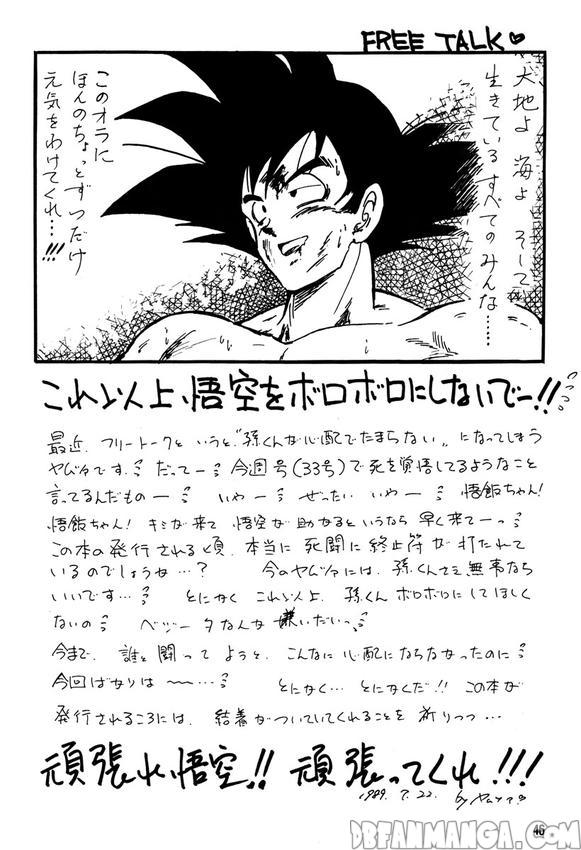 FREE TALK♡
大地よ 海よ そして
生きている すべてのみんな……
このオラに
ほんのちょっとずつだけ
元気をわけてくれ…!!!
これ以上、悟空をボロボロにしないでー!!
最近、フリートークと いうと、"孫くんが心配でたまらない"、になってしまう
ヤムヅです。だってー 今週号(33号)で死を覚悟してるようなこと
言ってるんだものー いやー ぜったい いやー 悟飯ちゃん!
悟飯ちゃん! キミが来て 悟空が 助かるというなら 早く来てーっ
この本の発行される頃、本当に 死闘に 終止符が 打たれて
いるのでしょうか…? 今のヤムヅには、孫くんさえ無事なら
いいです… とにかく これ以上、孫くん ボロボロにしてほしく
ないの ベジータなんか 嫌いだいっ
今まで、誰と闘って ようと、こんなに 心配にならなかったのに
今回ばかりは 〜〜… とにかく… とにかくだ!! この本が
発行されるころには、結着がついていてくれることを 祈りつつ…
頑張れ、悟空!! 頑張ってくれ!!!
1989. 7. 22. by
46
DBFANMANGA.COM